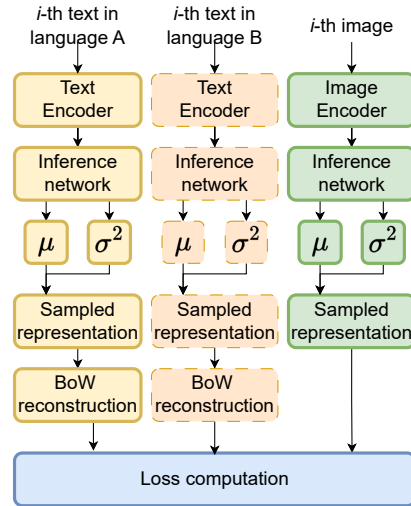 i-th text in
language A
i-th text in
language B
i-th image
Text
Encoder
Text
Encoder
Image
Encoder
Inference
network
Inference
network
Inference
network
μ
σ²
μ
σ²
μ
σ²
Sampled
representation
Sampled
representation
Sampled
representation
BoW
reconstruction
BoW
reconstruction
Loss computation